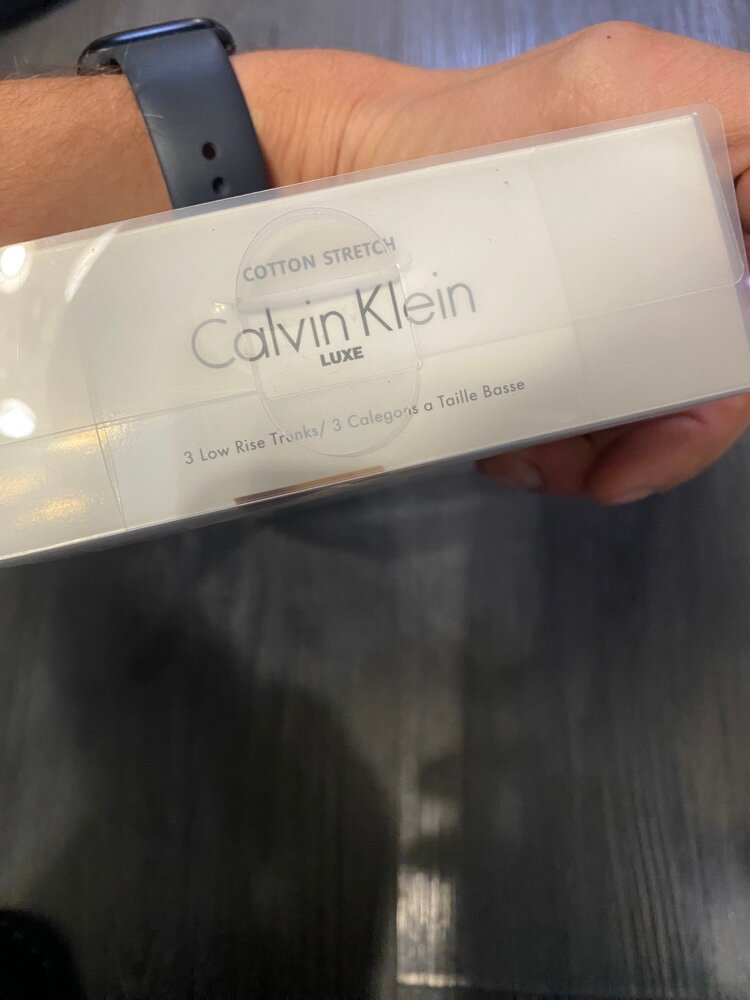 COTTON STRETCH
Calvin Klein
LUXE
3 Low Rise Trunks/ 3 Calegons a Taille Basse